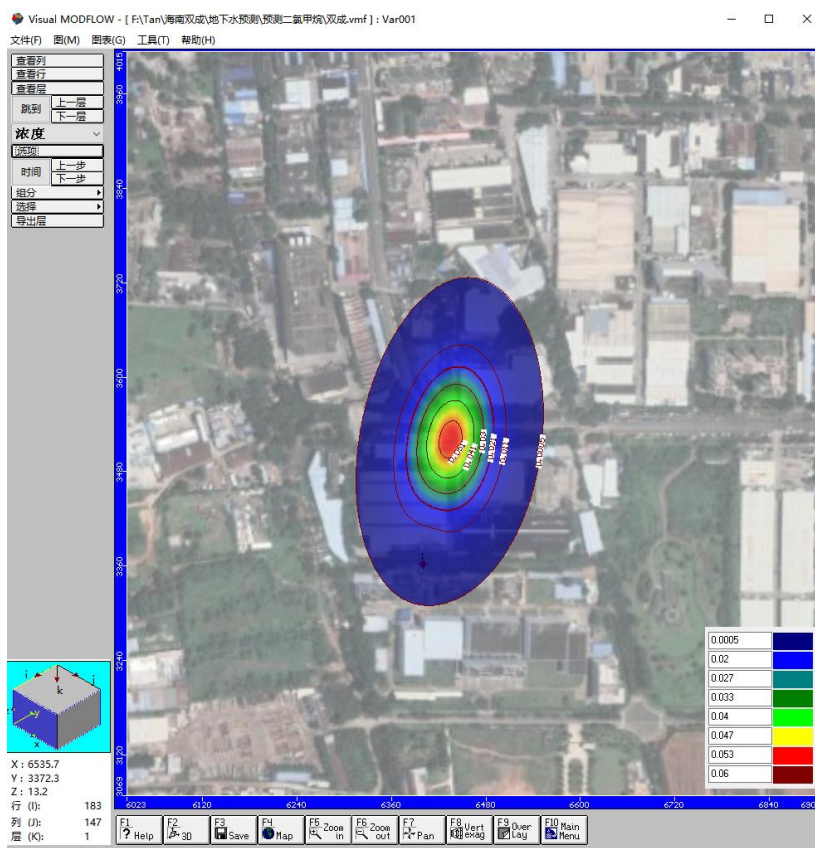 Visual MODFLOW - [ F:\Tan\海南双成\地下水预测\预测二氯甲烷\双成.vmf ] : Var001
文件(F) 图(M) 图表(G) 工具(T) 帮助(H)
查看列
查看行
查看层
跳到 上一层
下一层
浓度
选项
时间 上一步
下一步
组分
选择
导出层
4015
3960
3840
3720
3600
3480
3360
3240
3120
3069
0.0005
0.02
0.027
0.033
0.04
0.047
0.053
0.06
i
j
k
y
x
X : 6535.7
Y : 3372.3
Z : 13.2
行 (I): 183
列 (J): 147
层 (K): 1
6023 6120 6240 6360 6480 6600 6720 6840
F1 ? Help
F2 3D
F3 Save
F4 Map
F5 Zoom in
F6 Zoom out
F7 Pan
F8 Vert exag
F9 Over Lay
F10 Main Menu